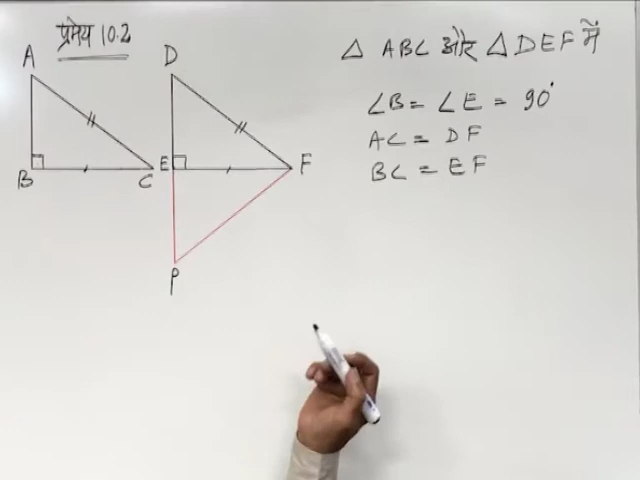 प्रमेय 10.2
△ ABC और △ DEF में
∠B = ∠E = 90°
AC = DF
BC = EF
A
D
B
C
E
F
P